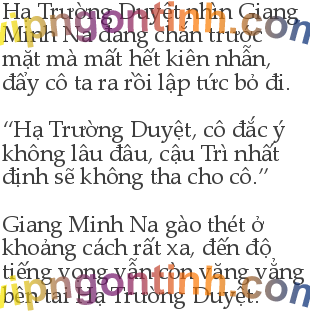 Hạ Trường Duyệt nhìn Giang
Minh Na đang chắn trước
mặt mà mất hết kiên nhẫn,
đẩy cô ta ra rồi lập tức bỏ đi.
“Hạ Trường Duyệt, cô đắc ý
không lâu đâu, cậu Trì nhất
định sẽ không tha cho cô.”
Giang Minh Na gào thét ở
khoảng cách rất xa, đến độ
tiếng vọng vẫn còn văng vẳng
bên tai Hạ Trường Duyệt.
vipngontinh.com
vipngontinh.com